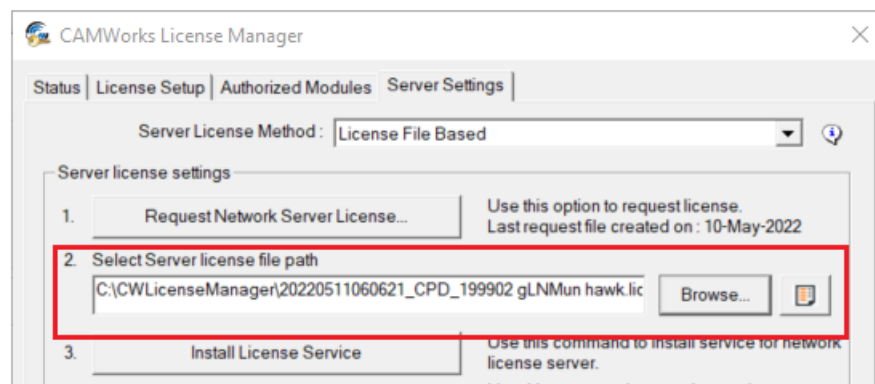 CAMWorks License Manager
Status License Setup Authorized Modules Server Settings
Server License Method : License File Based
Server license settings
1. Request Network Server License... Use this option to request license.
Last request file created on : 10-May-2022
2. Select Server license file path
C:\CWLicenseManager\20220511060621_CPD_199902 gLNMun hawk.lic Browse...
3. Install License Service Use this command to install service for network
license server.